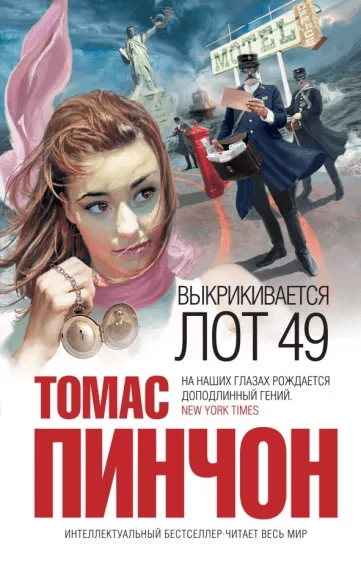 MOTEL
ВЫКРИКИВАЕТСЯ
ЛОТ 49
ТОМАС
НА НАШИХ ГЛАЗАХ РОЖДАЕТСЯ
ДОПОДЛИННЫЙ ГЕНИЙ.
NEW YORK TIMES
ПИНЧОН
ИНТЕЛЛЕКТУАЛЬНЫЙ БЕСТСЕЛЛЕР·ЧИТАЕТ ВЕСЬ МИР